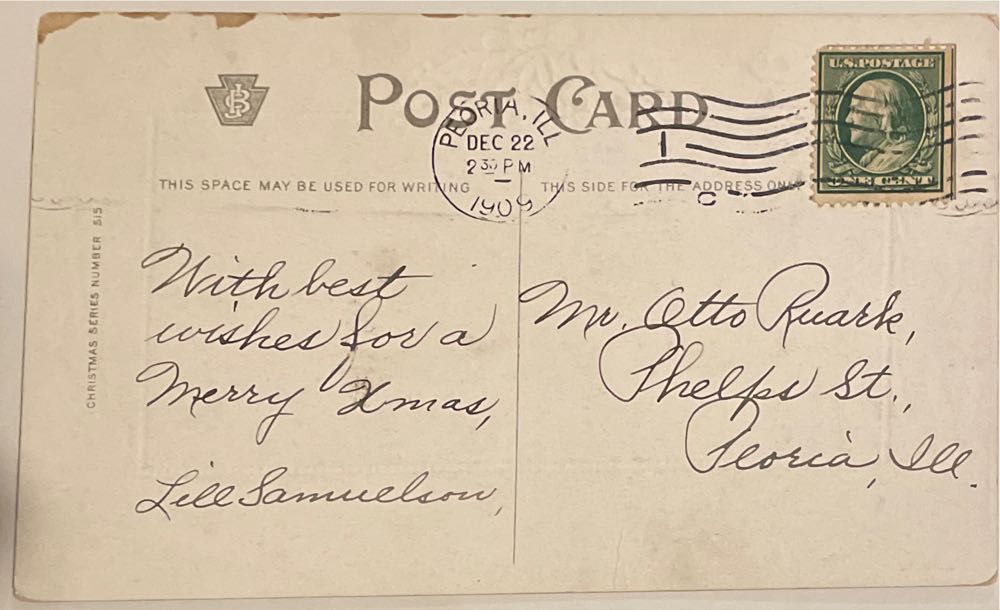 POST CARD
PEORIA, ILL
DEC 22
2 30 PM
1909
U.S. POSTAGE
ONE CENT
THIS SPACE MAY BE USED FOR WRITING
THIS SIDE FOR THE ADDRESS ONLY
C
CHRISTMAS SERIES NUMBER 515
With best
wishes for a
Merry Xmas,
Lill Samuelson,
Mr. Otto Ruark,
Phelps St.,
Peoria, Ill.